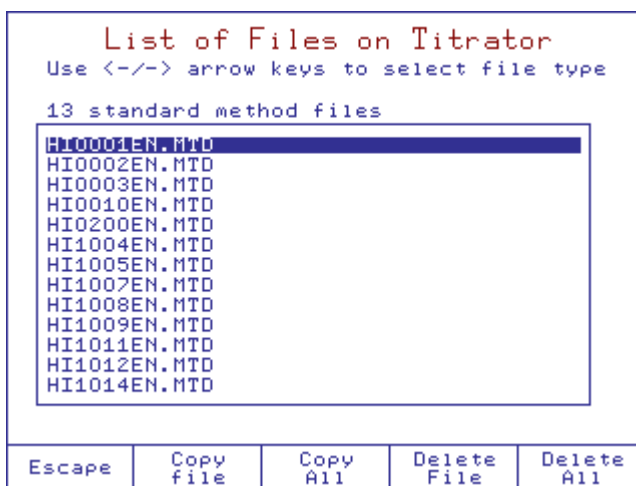 List of Files on Titrator
Use <-/-> arrow keys to select file type
13 standard method files
HI0001EN.MTD
HI0002EN.MTD
HI0003EN.MTD
HI0010EN.MTD
HI0200EN.MTD
HI1004EN.MTD
HI1005EN.MTD
HI1007EN.MTD
HI1008EN.MTD
HI1009EN.MTD
HI1011EN.MTD
HI1012EN.MTD
HI1014EN.MTD
Escape
Copy
file
Copy
All
Delete
File
Delete
All